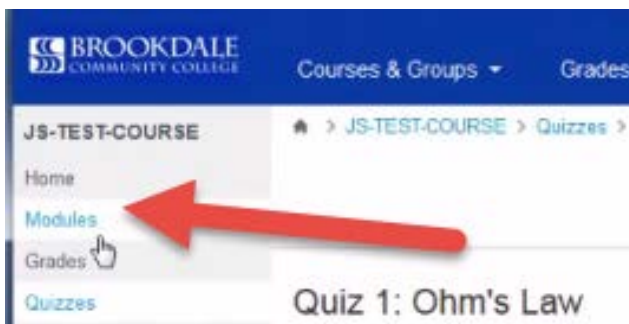 BROOKDALE
COMMUNITY COLLEGE
Courses & Groups
Grades
JS-TEST-COURSE
> JS-TEST-COURSE > Quizzes >
Home
Modules
Grades
Quizzes
Quiz 1: Ohm's Law